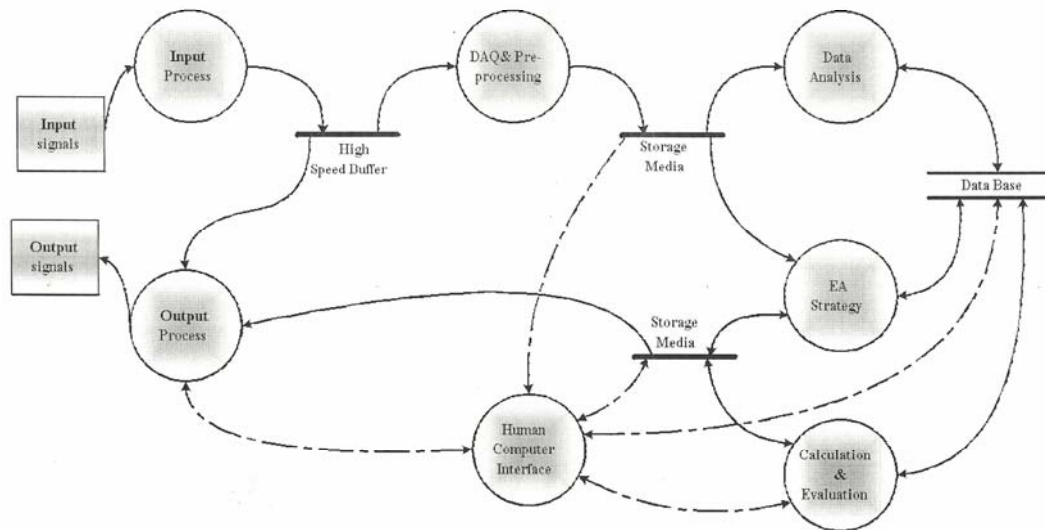 Input
Process
DAQ& Pre-
processing
Data
Analysis
Input
signals
High
Speed Duffer
Storage
Media
Data Base
Output
signals
EA
Strategy
Output
Process
Storage
Media
Human
Computer
Interface
Calculation
&
Evaluation